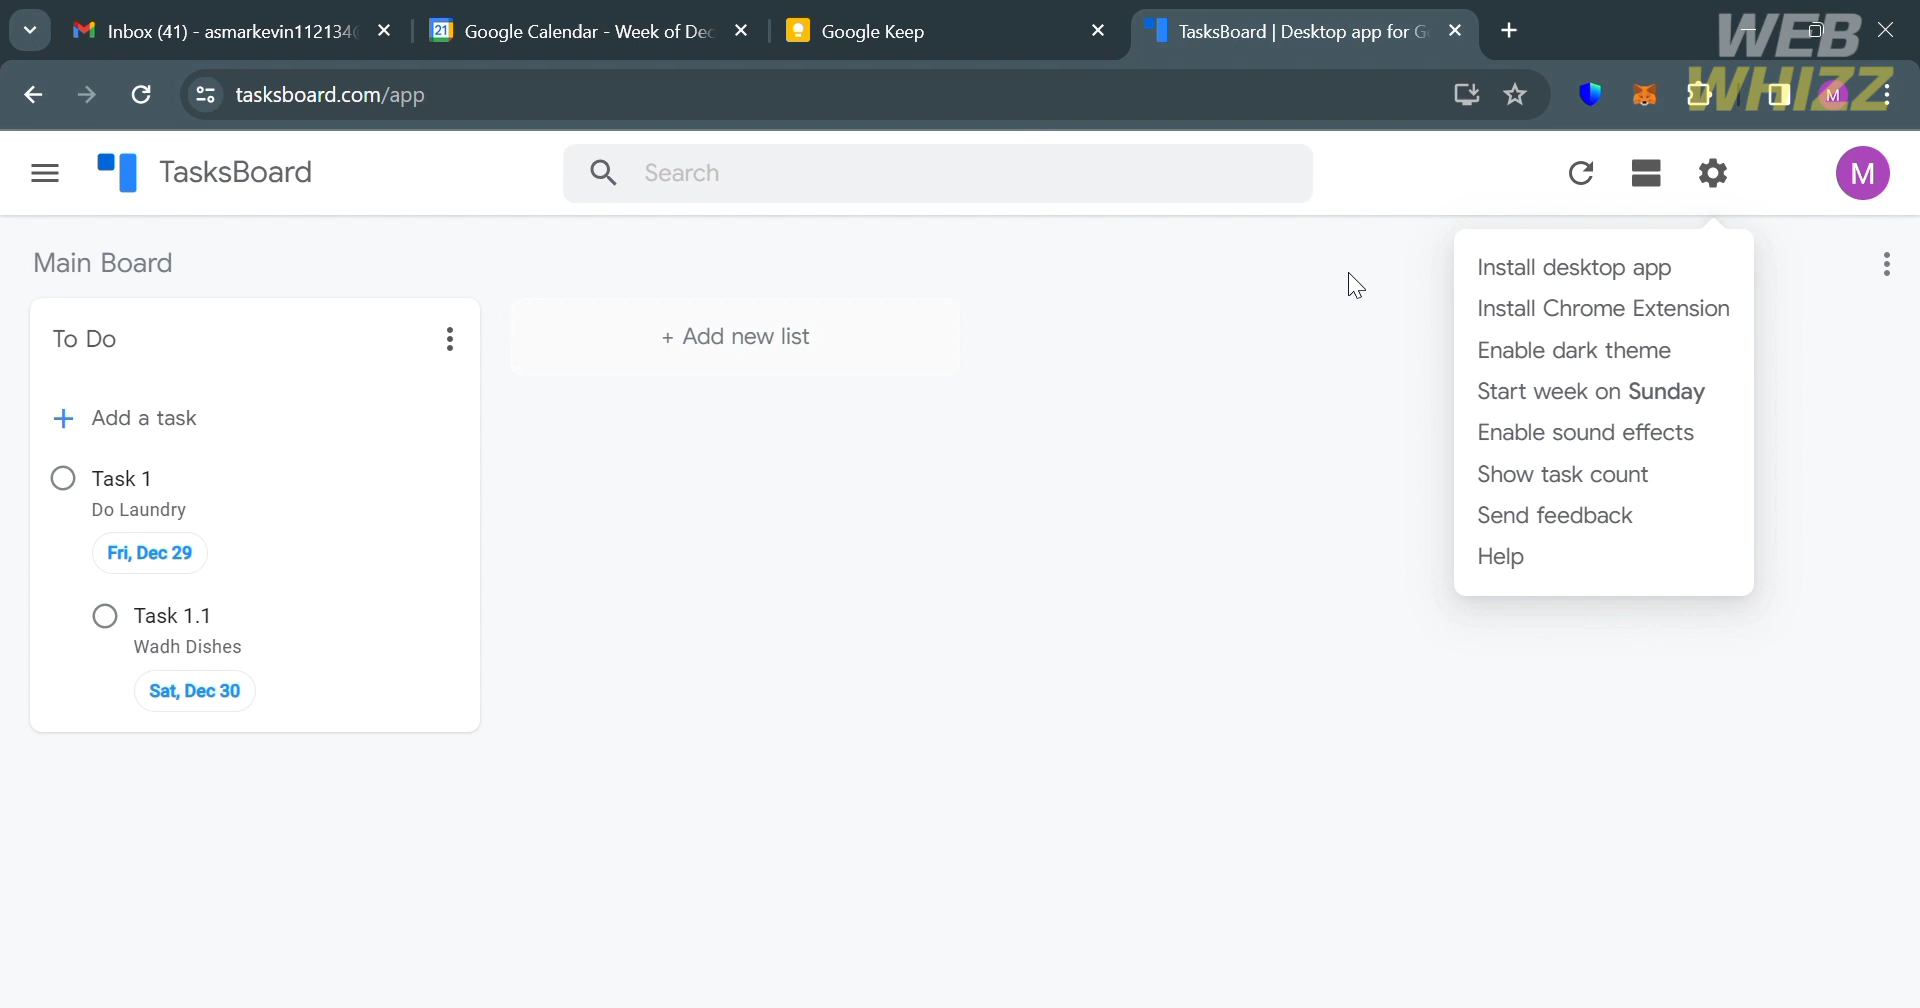 Inbox (41) - asmarkevin112134(
21
Google Calendar - Week of Dec
Google Keep
TasksBoard | Desktop app for G
WEB
WHIZZ
tasksboard.com/app
M
TasksBoard
Search
M
Main Board
To Do
+ Add new list
Add a task
Task 1
Do Laundry
Fri, Dec 29
Task 1.1
Wadh Dishes
Sat, Dec 30
Install desktop app
Install Chrome Extension
Enable dark theme
Start week on Sunday
Enable sound effects
Show task count
Send feedback
Help